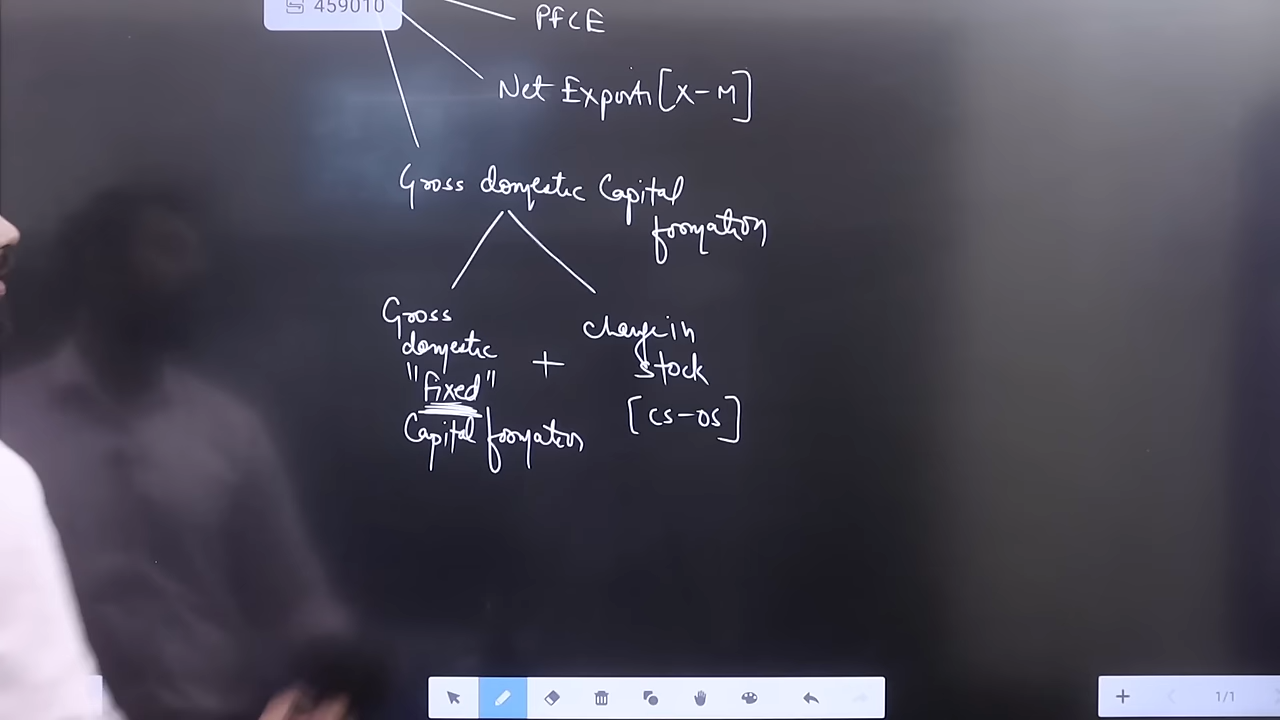 459010
PFCE
Net Exports [X-M]
Gross domestic Capital
formation
Gross
domestic
"fixed"
Capital formation
+
Change in
stock
[CS-OS]
1/1